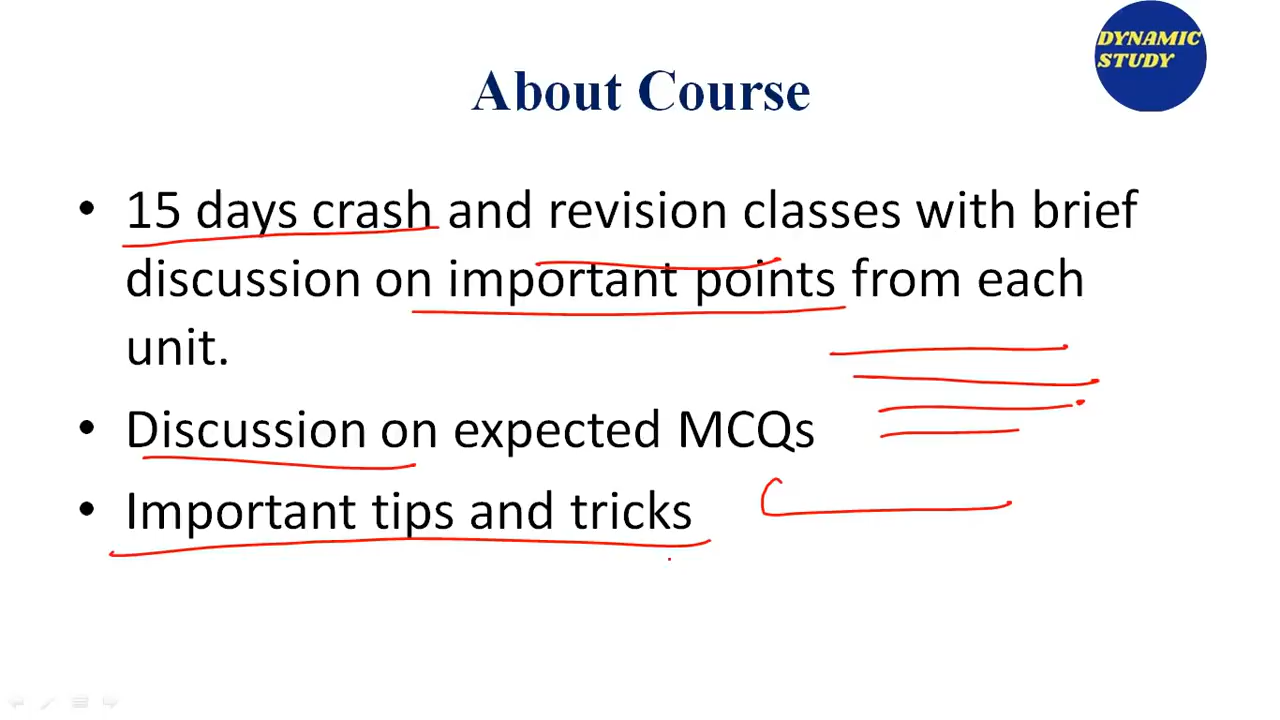 DYNAMIC
STUDY
About Course
• 15 days crash and revision classes with brief
discussion on important points from each
unit.
• Discussion on expected MCQs
• Important tips and tricks